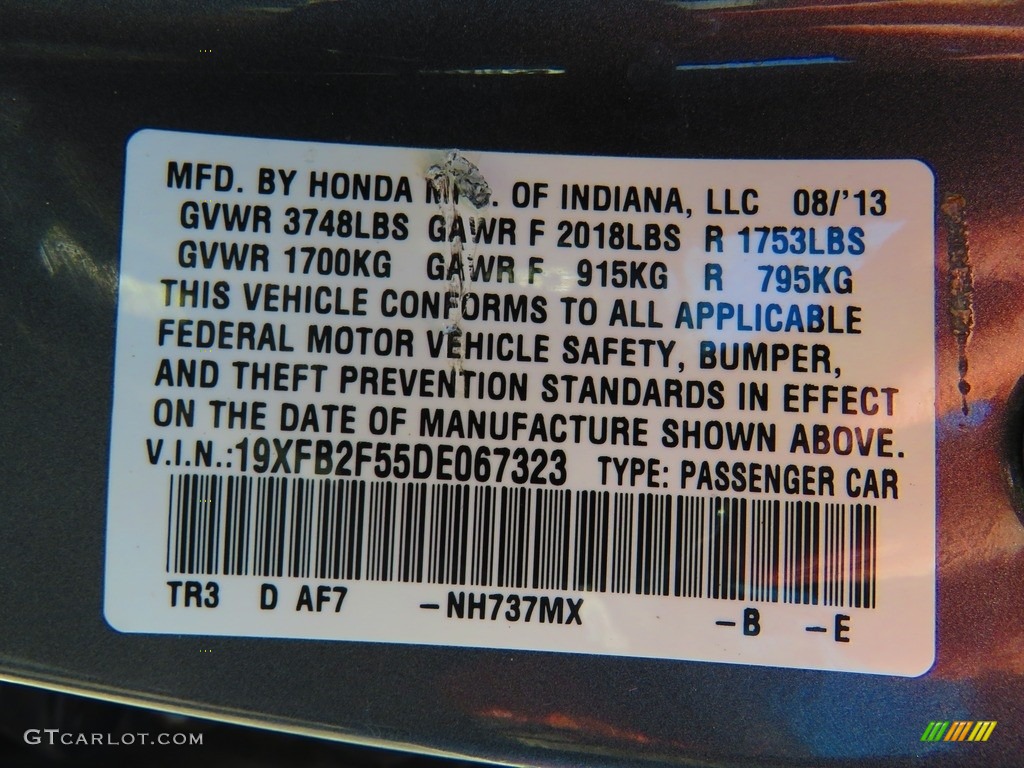 MFD. BY HONDA OF INDIANA, LLC 08/'13
GVWR 3748LBS GAWR F 2018LBS R 1753LBS
GVWR 1700KG GAWR F 915KG R 795KG
THIS VEHICLE CONFORMS TO ALL APPLICABLE
FEDERAL MOTOR VEHICLE SAFETY, BUMPER,
AND THEFT PREVENTION STANDARDS IN EFFECT
ON THE DATE OF MANUFACTURE SHOWN ABOVE.
V.I.N.:19XFB2F55DE067323 TYPE: PASSENGER CAR
TR3 D AF7 -NH737MX -B -E
GTCARLOT.COM